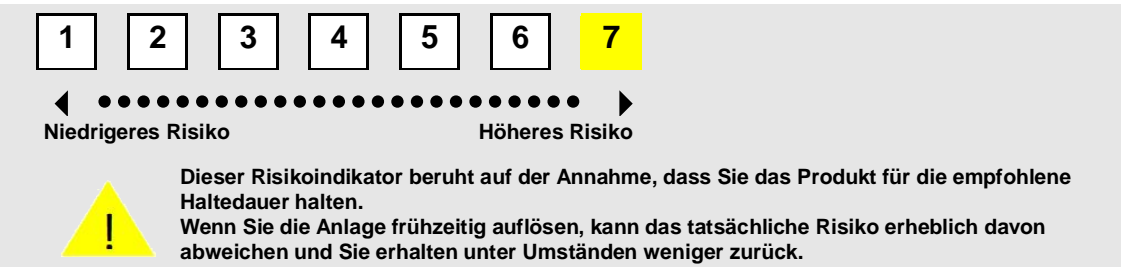 1 2 3 4 5 6 7
Niedrigeres Risiko Höheres Risiko
Dieser Risikoindikator beruht auf der Annahme, dass Sie das Produkt für die empfohlene
Haltedauer halten.
! Wenn Sie die Anlage frühzeitig auflösen, kann das tatsächliche Risiko erheblich davon
abweichen und Sie erhalten unter Umständen weniger zurück.